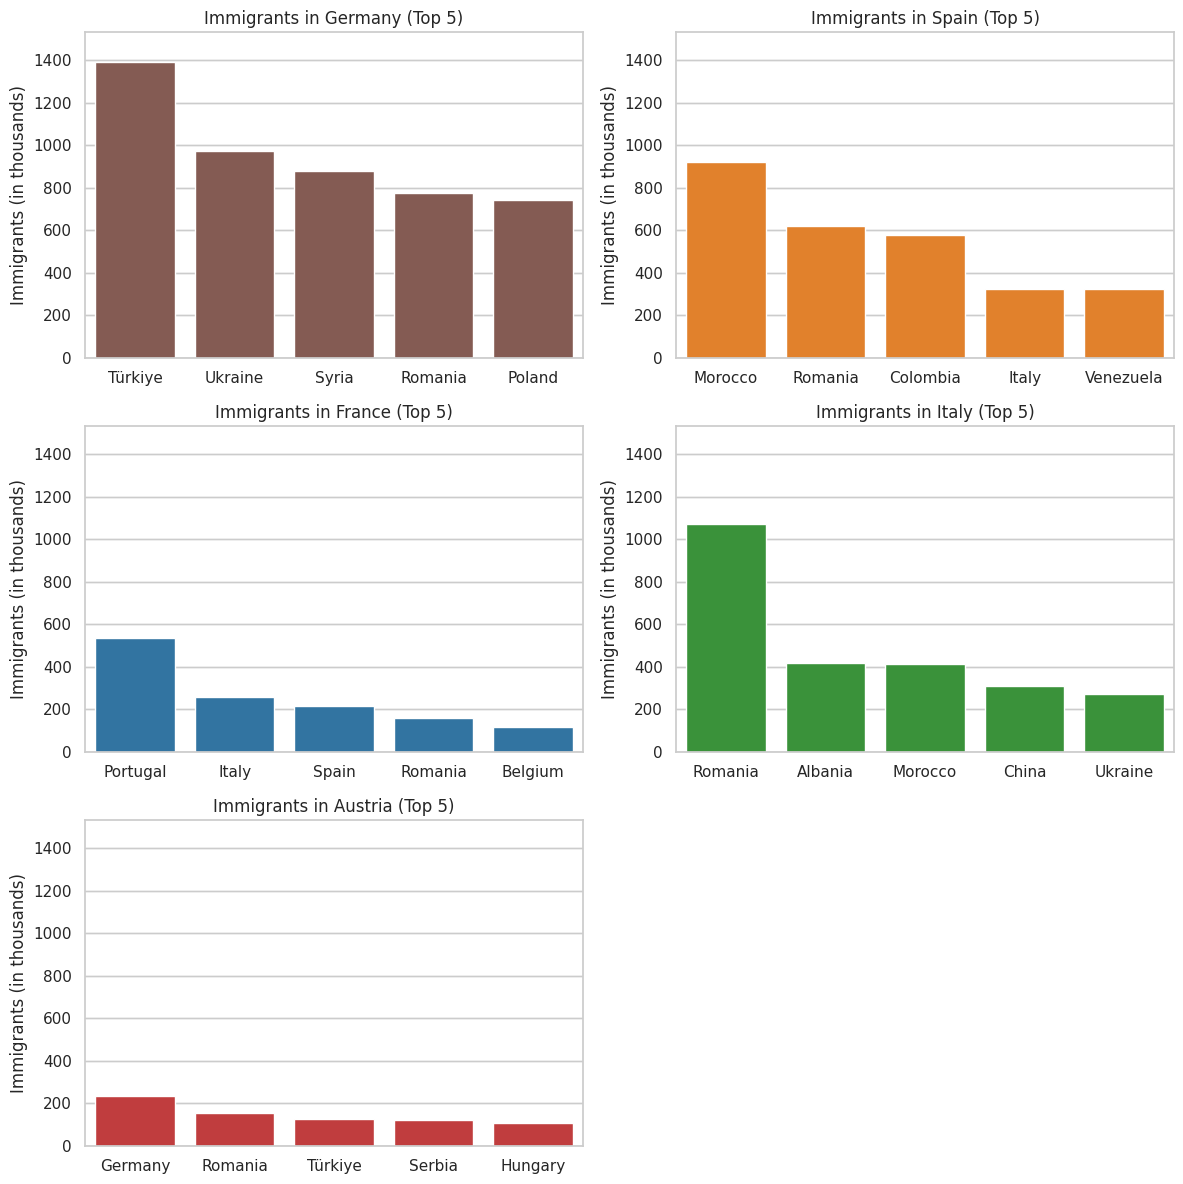 Immigrants in Germany (Top 5)
Immigrants (in thousands)
1400
1200
1000
800
600
400
200
0
Türkiye Ukraine Syria Romania Poland
Immigrants in Spain (Top 5)
Immigrants (in thousands)
1400
1200
1000
800
600
400
200
0
Morocco Romania Colombia Italy Venezuela
Immigrants in France (Top 5)
Immigrants (in thousands)
1400
1200
1000
800
600
400
200
0
Portugal Italy Spain Romania Belgium
Immigrants in Italy (Top 5)
Immigrants (in thousands)
1400
1200
1000
800
600
400
200
0
Romania Albania Morocco China Ukraine
Immigrants in Austria (Top 5)
Immigrants (in thousands)
1400
1200
1000
800
600
400
200
0
Germany Romania Türkiye Serbia Hungary